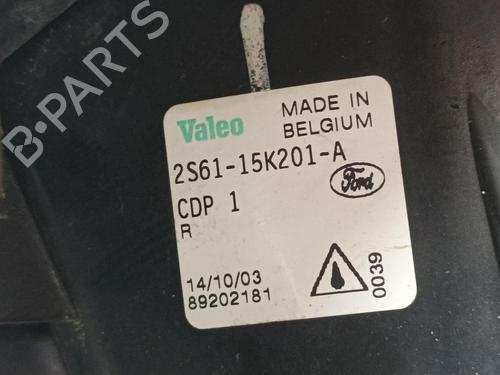 B-PARTS
Valeo
MADE IN
BELGIUM
2S61-15K201-A
CDP 1
Ford
R
14/10/03
89202181
0039